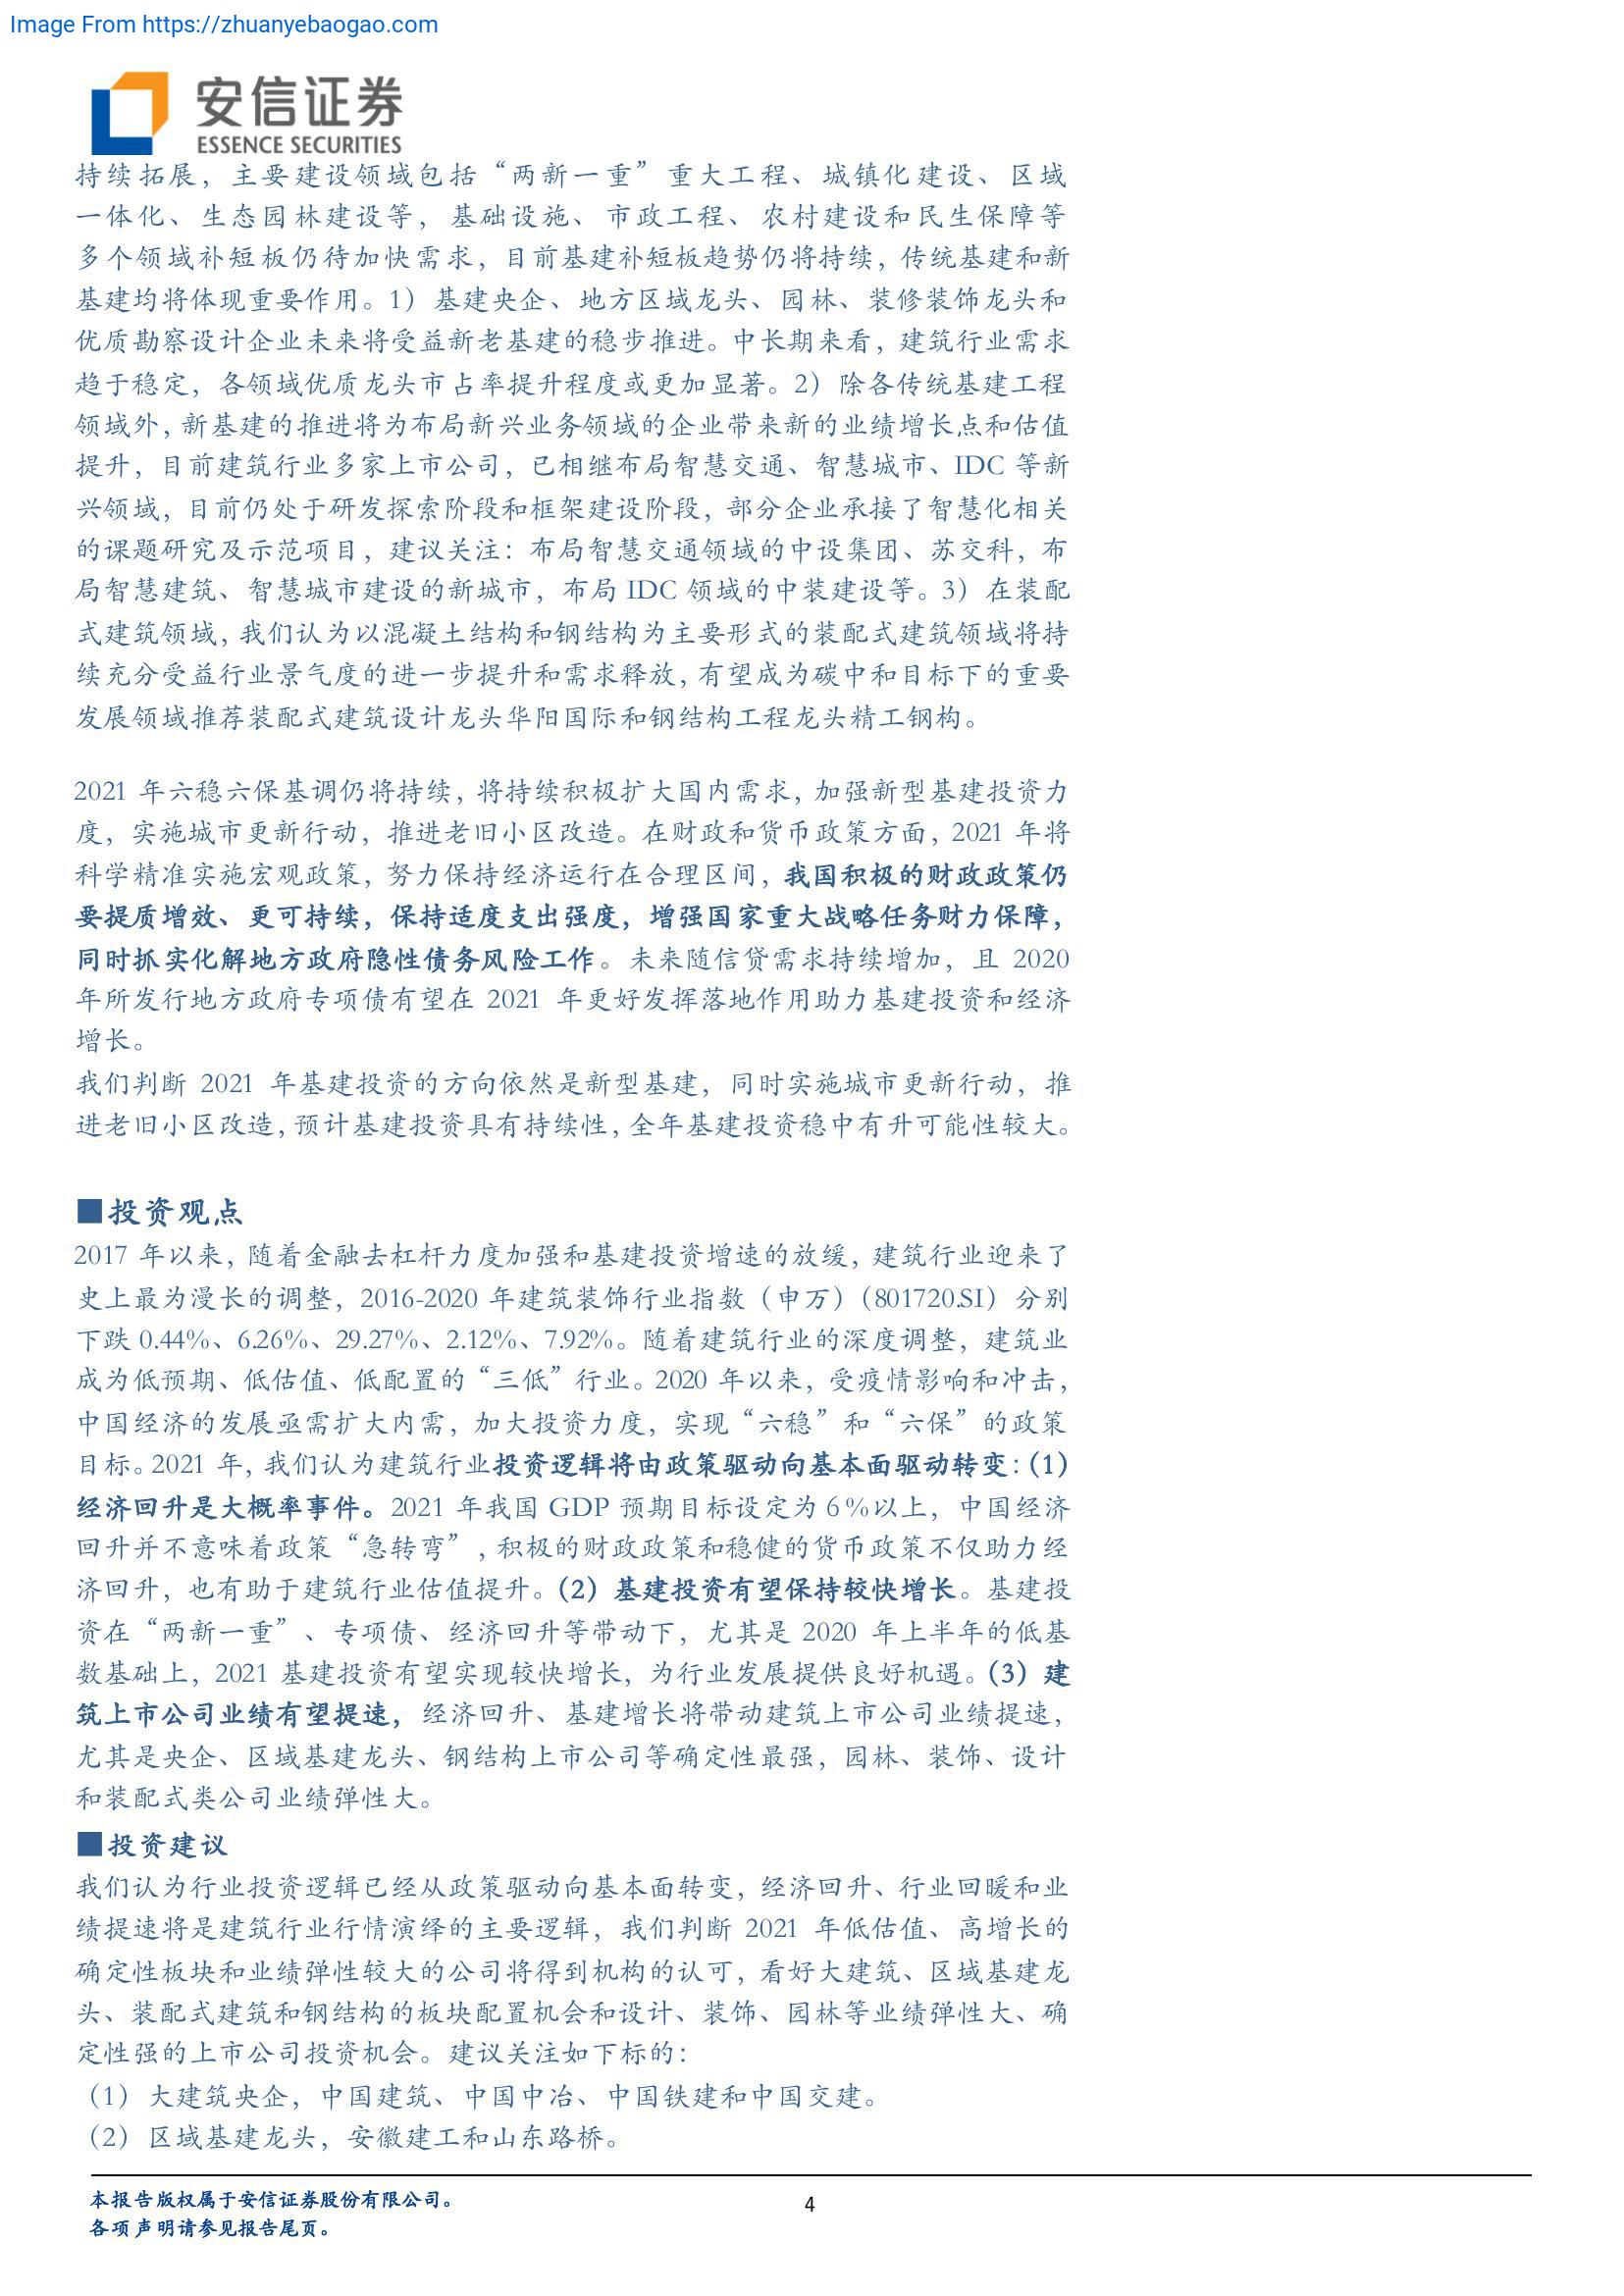 Image From https://zhuanyebaogao.com
安信证券
ESSENCE SECURITIES
持续拓展，主要建设领域包括“两新一重”重大工程、城镇化建设、区域
一体化、生态园林建设等，基础设施、市政工程、农村建设和民生保障等
多个领域补短板仍待加快需求，目前基建补短板趋势仍将持续，传统基建和新
基建均将体现重要作用。1）基建央企、地方区域龙头、园林、装修装饰龙头和
优质勘察设计企业未来将受益新老基建的稳步推进。中长期来看，建筑行业需求
趋于稳定，各领域优质龙头市占率提升程度或更加显著。2）除各传统基建工程
领域外，新基建的推进将为布局新兴业务领域的企业带来新的业绩增长点和估值
提升，目前建筑行业多家上市公司，已相继布局智慧交通、智慧城市、IDC 等新
兴领域，目前仍处于研发探索阶段和框架建设阶段，部分企业承接了智慧化相关
的课题研究及示范项目，建议关注：布局智慧交通领域的中设集团、苏交科，布
局智慧建筑、智慧城市建设的新城市，布局 IDC 领域的中装建设等。3）在装配
式建筑领域，我们认为以混凝土结构和钢结构为主要形式的装配式建筑领域将持
续充分受益行业景气度的进一步提升和需求释放，有望成为碳中和目标下的重要
发展领域推荐装配式建筑设计龙头华阳国际和钢结构工程龙头精工钢构。
2021 年六稳六保基调仍将持续，将持续积极扩大国内需求，加强新型基建投资力
度，实施城市更新行动，推进老旧小区改造。在财政和货币政策方面，2021 年将
科学精准实施宏观政策，努力保持经济运行在合理区间，我国积极的财政政策仍
要提质增效、更可持续，保持适度支出强度，增强国家重大战略任务财力保障，
同时抓实化解地方政府隐性债务风险工作。未来随信贷需求持续增加，且 2020
年所发行地方政府专项债有望在 2021 年更好发挥落地作用助力基建投资和经济
增长。
我们判断 2021 年基建投资的方向依然是新型基建，同时实施城市更新行动，推
进老旧小区改造，预计基建投资具有持续性，全年基建投资稳中有升可能性较大。
■投资观点
2017 年以来，随着金融去杠杆力度加强和基建投资增速的放缓，建筑行业迎来了
史上最为漫长的调整，2016-2020 年建筑装饰行业指数（申万）（801720.SI）分别
下跌 0.44%、6.26%、29.27%、2.12%、7.92%。随着建筑行业的深度调整，建筑业
成为低预期、低估值、低配置的“三低”行业。2020 年以来，受疫情影响和冲击，
中国经济的发展亟需扩大内需，加大投资力度，实现“六稳”和“六保”的政策
目标。2021 年，我们认为建筑行业投资逻辑将由政策驱动向基本面驱动转变：（1）
经济回升是大概率事件。2021 年我国 GDP 预期目标设定为 6%以上，中国经济
回升并不意味着政策“急转弯”，积极的财政政策和稳健的货币政策不仅助力经
济回升，也有助于建筑行业估值提升。（2）基建投资有望保持较快增长。基建投
资在“两新一重”、专项债、经济回升等带动下，尤其是 2020 年上半年的低基
数基础上，2021 基建投资有望实现较快增长，为行业发展提供良好机遇。（3）建
筑上市公司业绩有望提速，经济回升、基建增长将带动建筑上市公司业绩提速，
尤其是央企、区域基建龙头、钢结构上市公司等确定性最强，园林、装饰、设计
和装配式类公司业绩弹性大。
■投资建议
我们认为行业投资逻辑已经从政策驱动向基本面转变，经济回升、行业回暖和业
绩提速将是建筑行业行情演绎的主要逻辑，我们判断 2021 年低估值、高增长的
确定性板块和业绩弹性较大的公司将得到机构的认可，看好大建筑、区域基建龙
头、装配式建筑和钢结构的板块配置机会和设计、装饰、园林等业绩弹性大、确
定性强的上市公司投资机会。建议关注如下标的：
（1）大建筑央企，中国建筑、中国中冶、中国铁建和中国交建。
（2）区域基建龙头，安徽建工和山东路桥。
本报告版权属于安信证券股份有限公司。
各项声明请参见报告尾页。
4